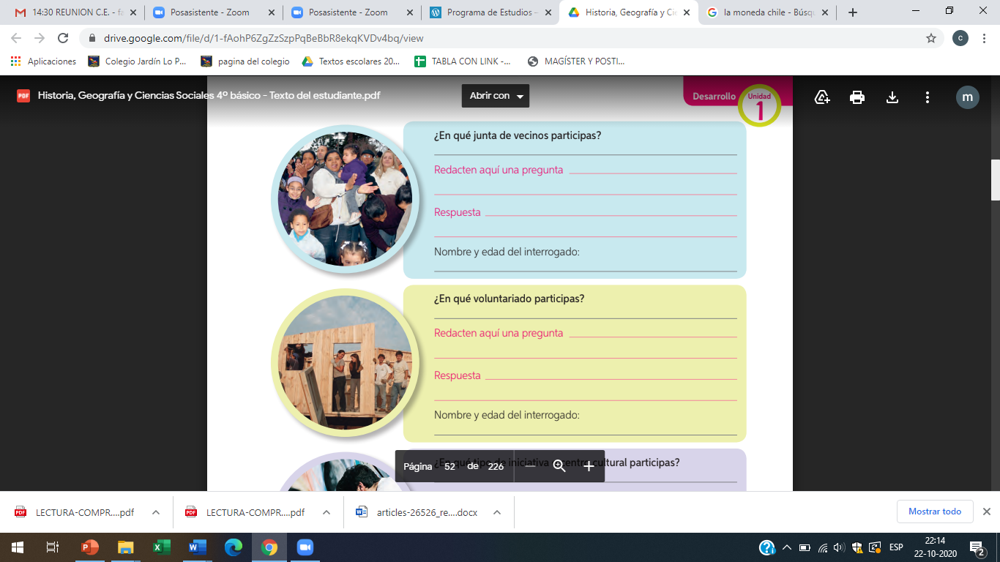 14:30 REUNION C.E. - fa
Posasistente - Zoom
Posasistente - Zoom
Programa de Estudios –
Historia, Geografía y Cie
la moneda chile - Búsqu
drive.google.com/file/d/1-fAohP6ZgZzSzpPqBeBbR8ekqKVDv4bq/view
c
Aplicaciones
Colegio Jardín Lo P...
pagina del colegio
Textos escolares 20...
TABLA CON LINK -...
MAGÍSTER Y POSTI...
PDF
Historia, Geografía y Ciencias Sociales 4º básico - Texto del estudiante.pdf
Abrir con
m
Desarrollo
Unidad
1
¿En qué junta de vecinos participas?
Redacten aquí una pregunta
Respuesta
Nombre y edad del interrogado:
¿En qué voluntariado participas?
Redacten aquí una pregunta
Respuesta
Nombre y edad del interrogado:
¿En qué tipo de iniciativa o centro cultural participas?
Página 52 de 226
LECTURA-COMPR....pdf
LECTURA-COMPR....pdf
articles-26526_re....docx
Mostrar todo
ESP
22:14
22-10-2020
2